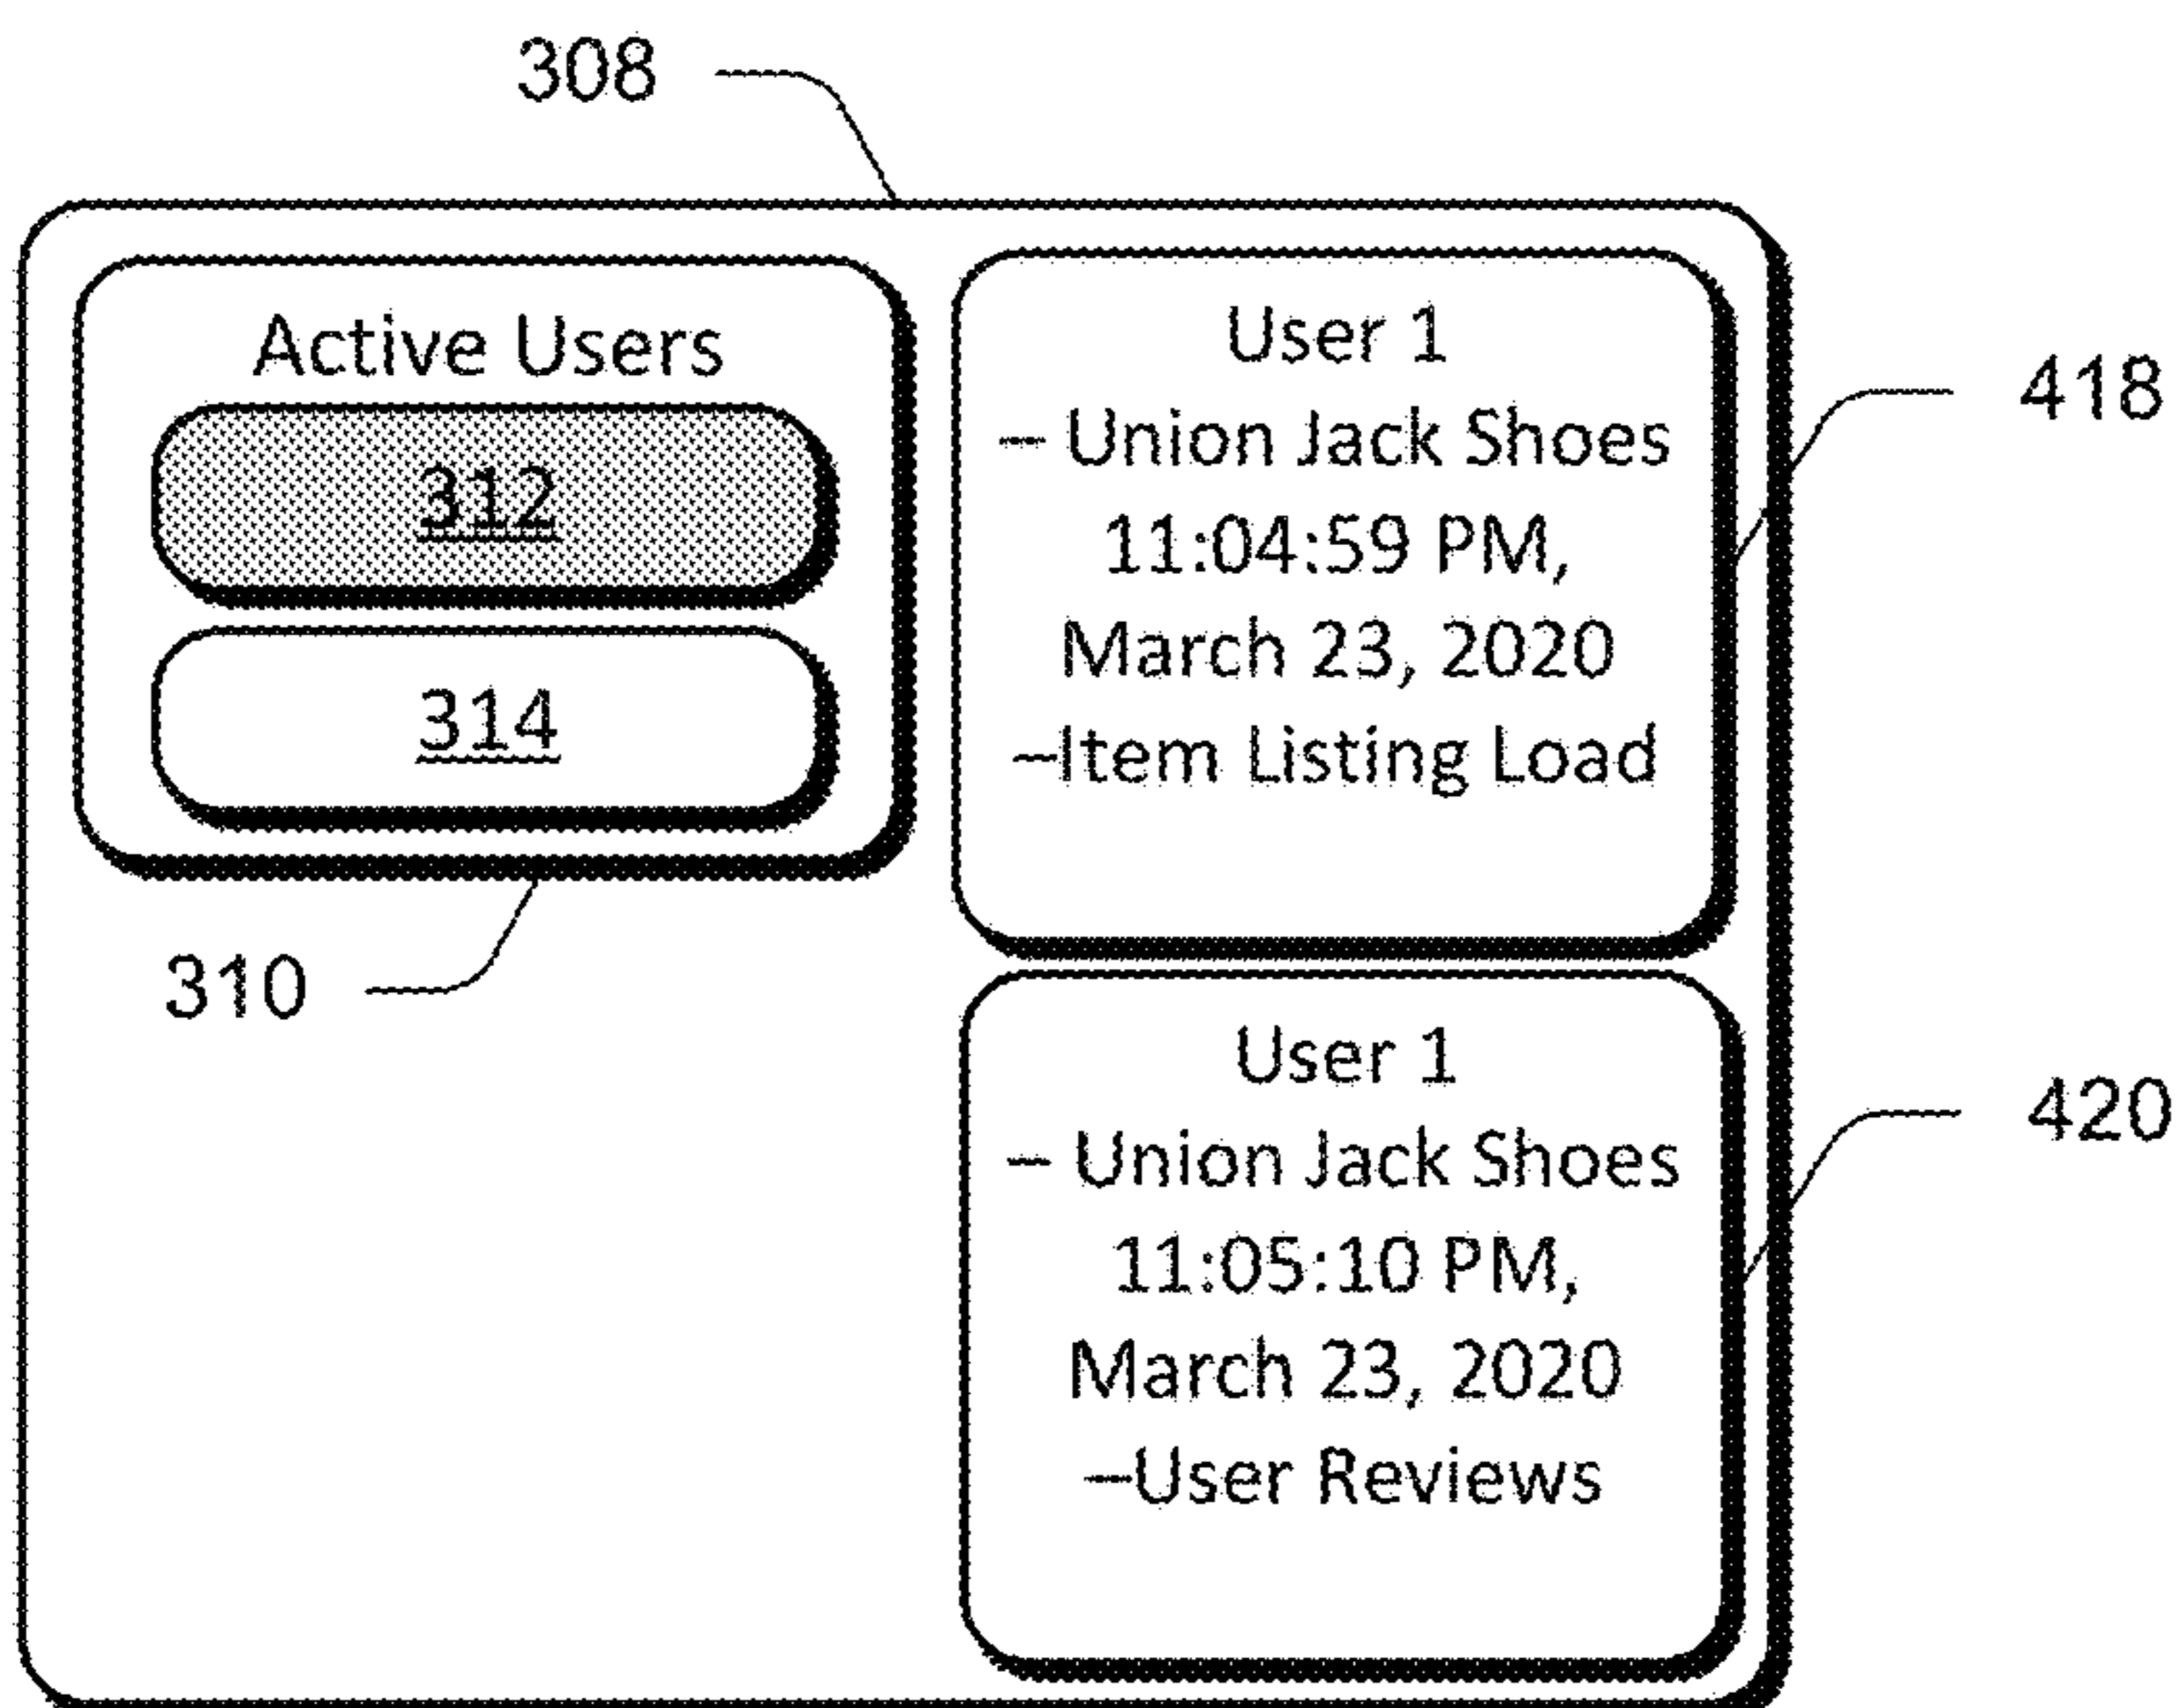 308
Active Users
312
314
310
User 1
– Union Jack Shoes
11:04:59 PM,
March 23, 2020
–Item Listing Load
418
User 1
– Union Jack Shoes
11:05:10 PM,
March 23, 2020
–User Reviews
420